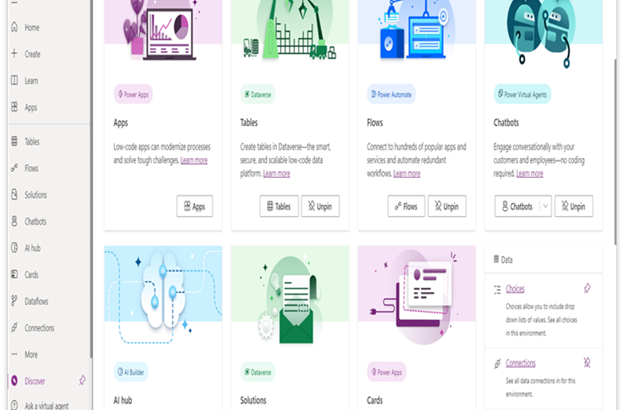 Home
Create
Learn
Apps
Tables
Flows
Solutions
Chatbots
AI hub
Cards
Dataflows
Connections
More
Discover
Ask a virtual agent
Power Apps
Apps
Low-code apps can modernize processes
and solve tough challenges. Learn more
Apps
Dataverse
Tables
Create tables in Dataverse—the smart,
secure, and scalable low-code data
platform. Learn more
Tables
Unpin
Power Automate
Flows
Connect to hundreds of popular apps and
services and automate redundant
workflows. Learn more
Flows
Unpin
Power Virtual Agents
Chatbots
Engage conversationally with your
customers and employees—no coding
required. Learn more
Chatbots
Unpin
AI Builder
AI hub
Dataverse
Solutions
Power Apps
Cards
Data
Choices
Choices allow you to include drop
down lists of values. See all choices
in this environment.
Connections
See all data connections in for this
environment.